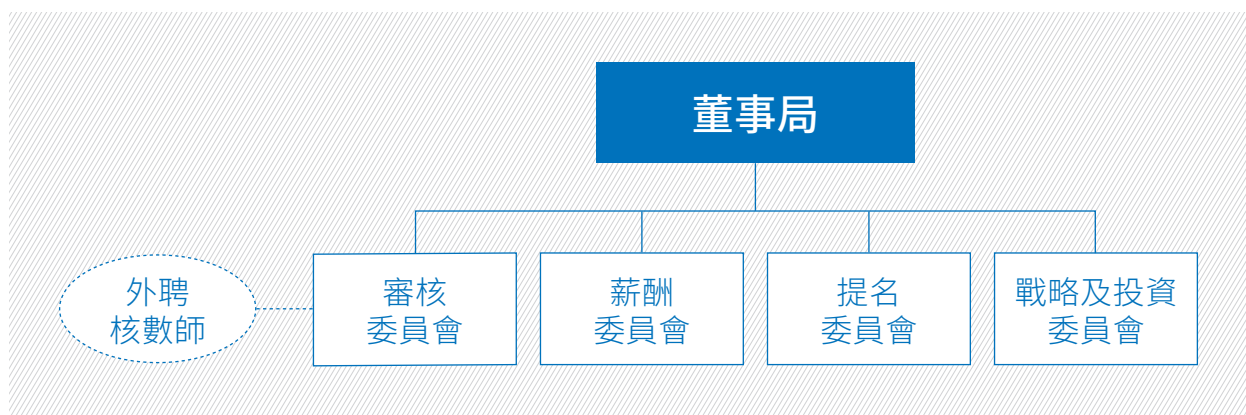 董事局
外聘
核數師
審核
委員會
薪酬
委員會
提名
委員會
戰略及投資
委員會